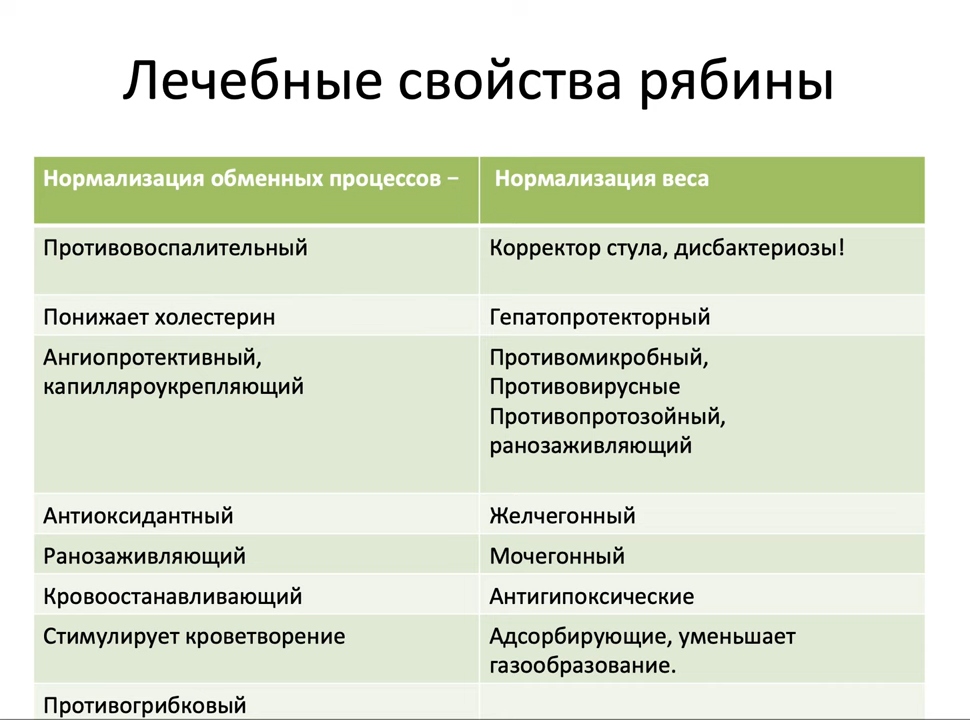 Лечебные свойства рябины
Нормализация обменных процессов –
Нормализация веса
Противовоспалительный
Корректор стула, дисбактериозы!
Понижает холестерин
Гепатопротекторный
Ангиопротективный,
капилляроукрепляющий
Противомикробный,
Противовирусные
Противопротозойный,
ранозаживляющий
Антиоксидантный
Желчегонный
Ранозаживляющий
Мочегонный
Кровоостанавливающий
Антигипоксические
Стимулирует кроветворение
Адсорбирующие, уменьшает
газообразование.
Противогрибковый